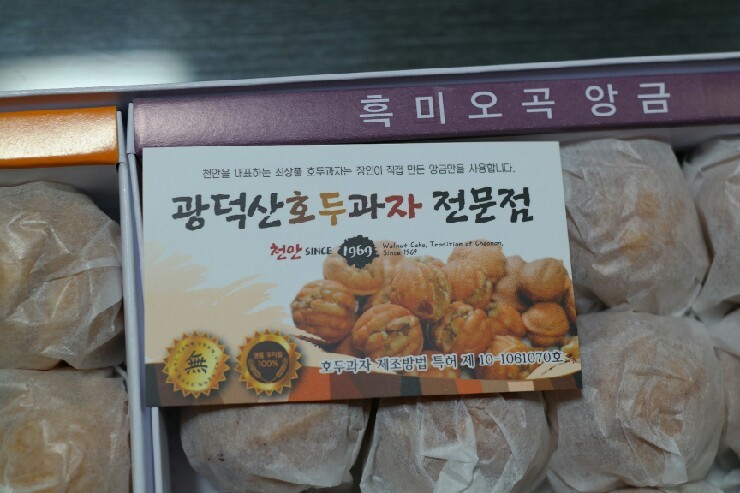 흑미오곡앙금
천안을 대표하는 최상품 호두과자는 장인이 직접 만든 앙금만을 사용합니다.
광덕산호두과자 전문점
천안 SINCE 1969 Walnut Cake, Tradition of Cheonan,
Since 1969
無
100%
호두과자 제조방법 특허 제 10-1081070호